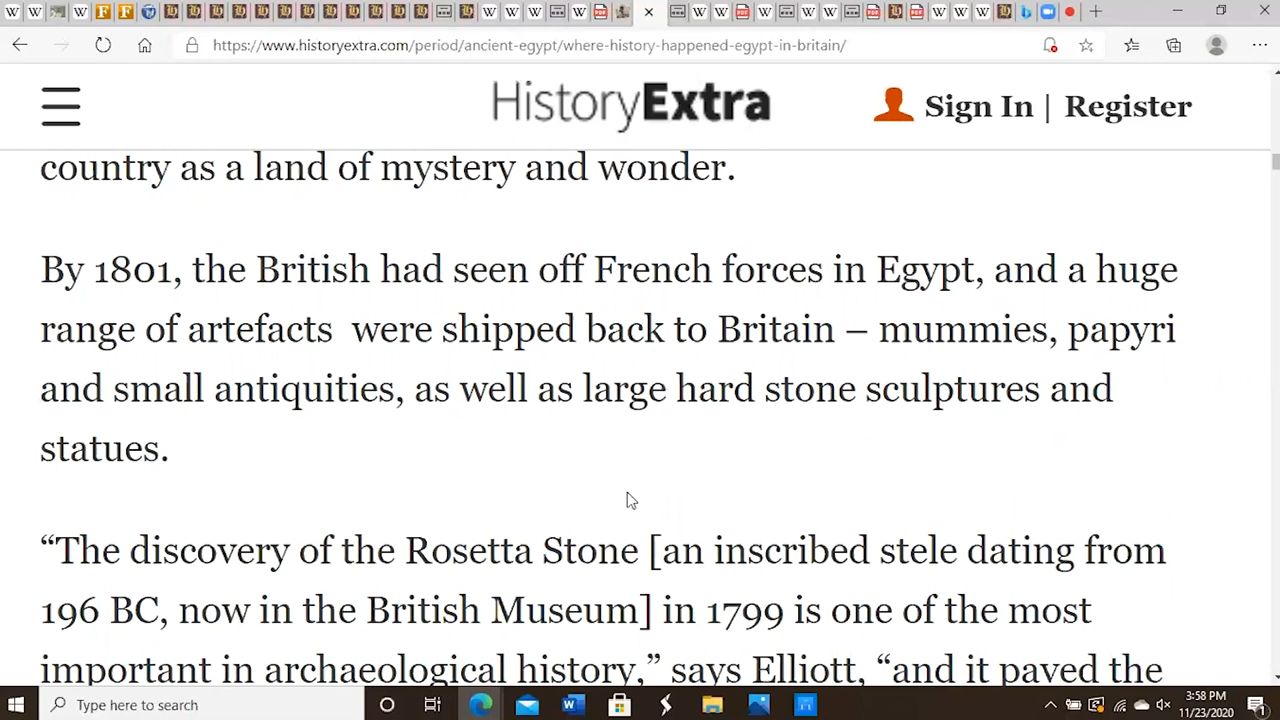 https://www.historyextra.com/period/ancient-egypt/where-history-happened-egypt-in-britain/
HistoryExtra
Sign In | Register
country as a land of mystery and wonder.
By 1801, the British had seen off French forces in Egypt, and a huge
range of artefacts  were shipped back to Britain – mummies, papyri
and small antiquities, as well as large hard stone sculptures and
statues.
“The discovery of the Rosetta Stone [an inscribed stele dating from
196 BC, now in the British Museum] in 1799 is one of the most
important in archaeological history,” says Elliott, “and it paved the
Type here to search
3:58 PM
11/23/2020